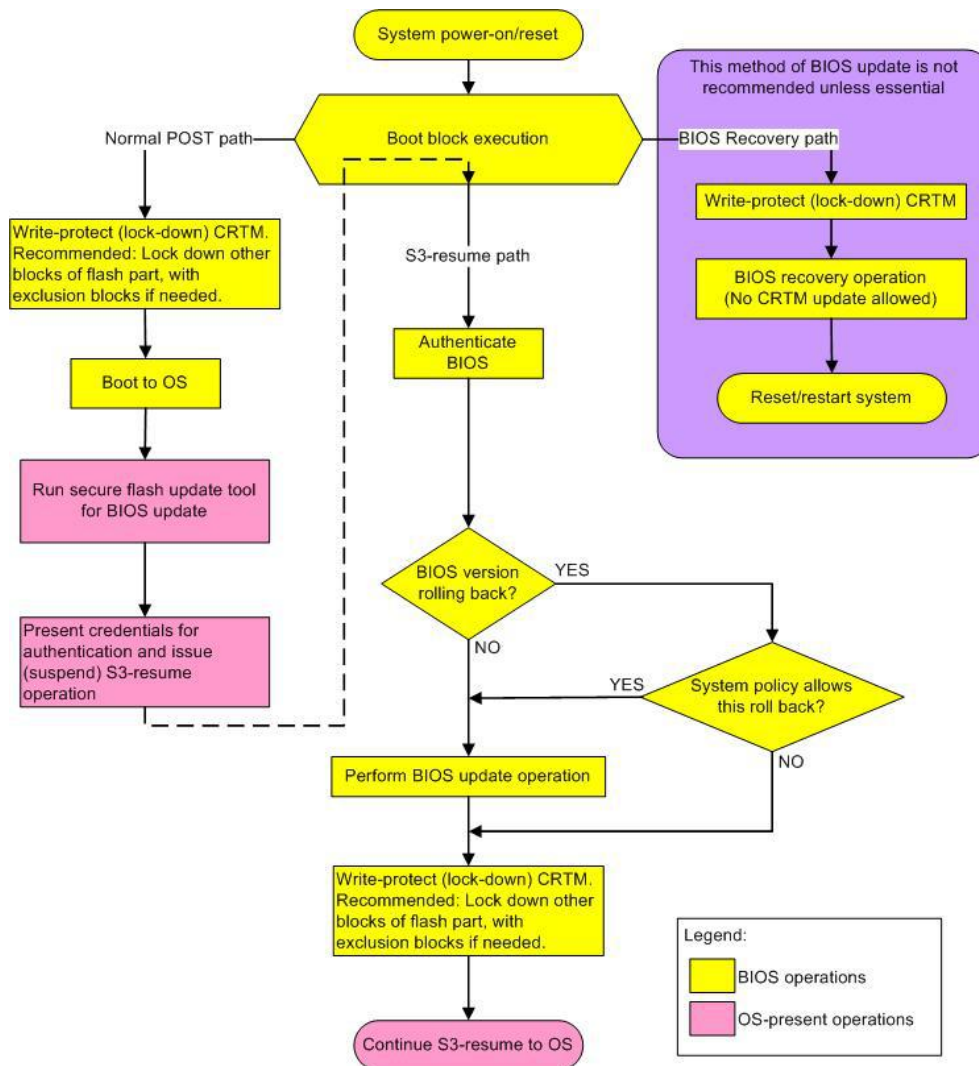 System power-on/reset
This method of BIOS update is not
recommended unless essential
Normal POST path
Boot block execution
BIOS Recovery path
Write-protect (lock-down) CRTM.
Recommended: Lock down other
blocks of flash part, with
exclusion blocks if needed.
Write-protect (lock-down) CRTM
S3-resume path
BIOS recovery operation
(No CRTM update allowed)
Authenticate
BIOS
Boot to OS
Reset/restart system
Run secure flash update tool
for BIOS update
BIOS version
rolling back?
YES
NO
Present credentials for
authentication and issue
(suspend) S3-resume
operation
YES
System policy allows
this roll back?
NO
Perform BIOS update operation
Write-protect (lock-down) CRTM.
Recommended: Lock down other
blocks of flash part, with
exclusion blocks if needed.
Legend:
BIOS operations
OS-present operations
Continue S3-resume to OS